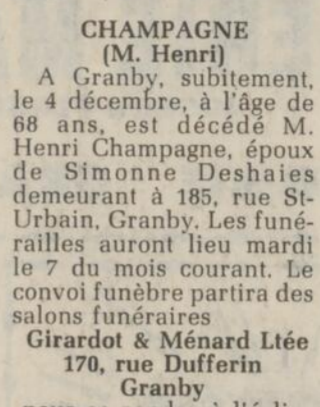 CHAMPAGNE
(M. Henri)
A Granby, subitement,
le 4 décembre, à l'âge de
68 ans, est décédé M.
Henri Champagne, époux
de Simonne Deshaies
demeurant à 185, rue St-
Urbain, Granby. Les funé-
railles auront lieu mardi
le 7 du mois courant. Le
convoi funèbre partira des
salons funéraires
Girardot & Ménard Ltée
170, rue Dufferin
Granby